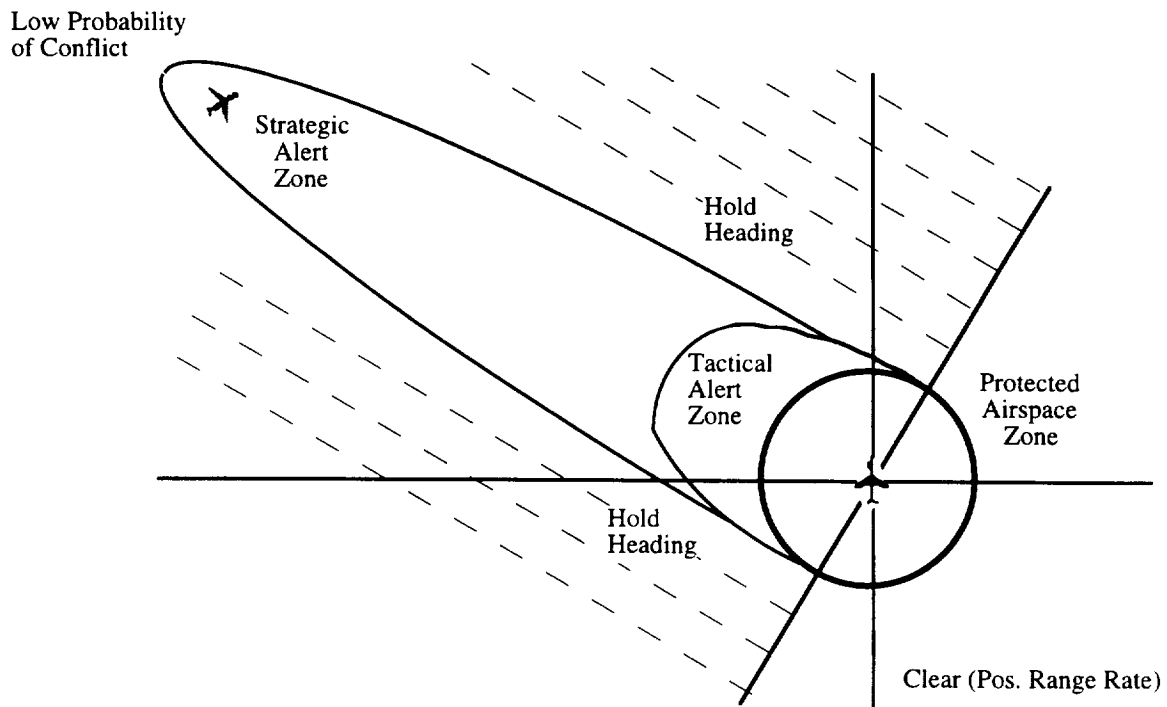 Low Probability
of Conflict
Strategic
Alert
Zone
Hold
Heading
Tactical
Alert
Zone
Protected
Airspace
Zone
Hold
Heading
Clear (Pos. Range Rate)